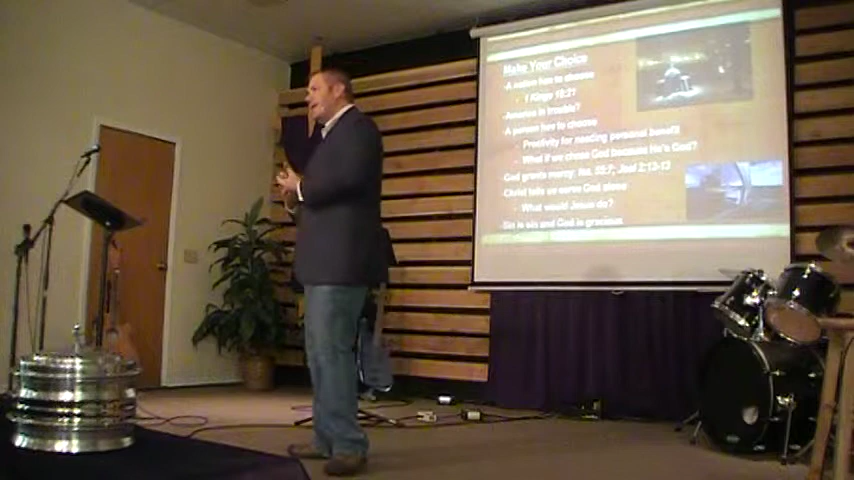 Make Your Choice
A nation has to choose
1 Kings 18:21
America in trouble?
A person has to choose
Proclivity for needing personal benefit
What if we chose God because He's God?
God grants mercy: Isa. 55:7; Joel 2:12-13
Christ tells us serve God alone
What would Jesus do?
Sin is sin and God is gracious